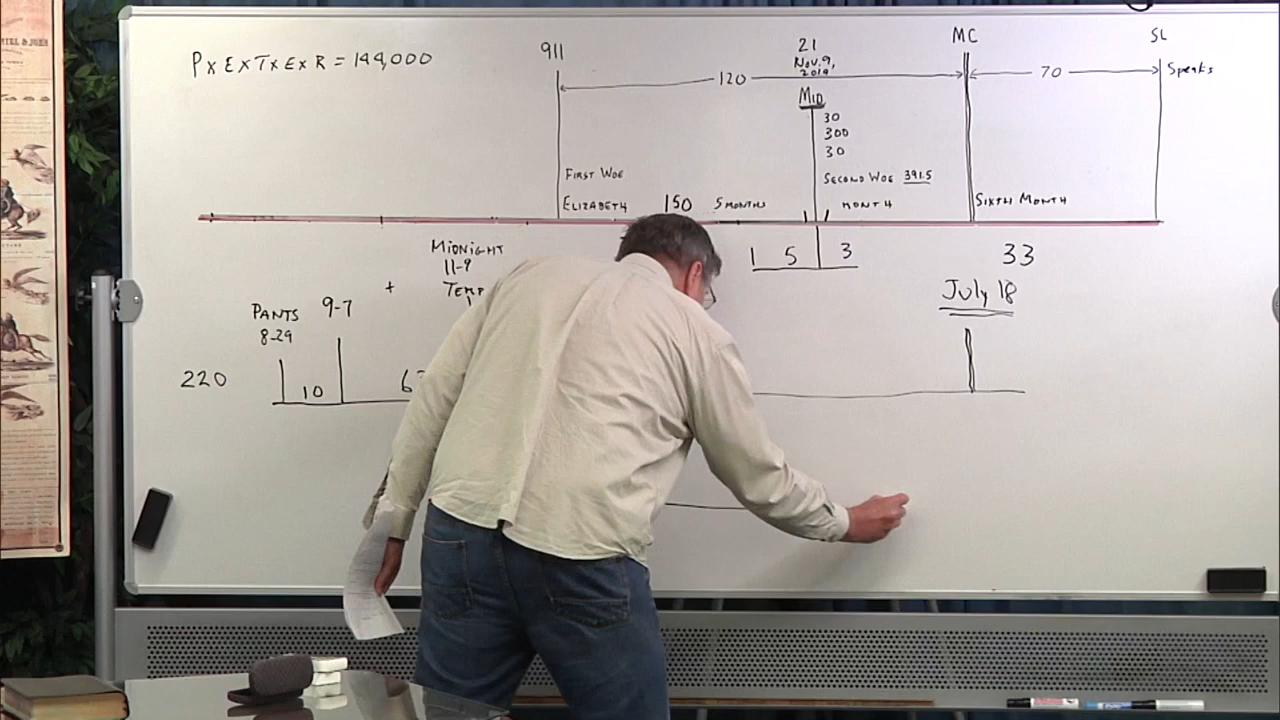 P x E x T x E x R = 144,000
911
21
Nov. 9,
2019
MC
SL
120
70
Speaks
MID
30
300
30
FIRST WOE
SECOND WOE 391.5
ELIZABETH 150 5 MONTHS
MONTH
SIXTH MONTH
1 5 3
33
MIDNIGHT
11-9
+
July 18
PANTS
8-29
9-7
220
10